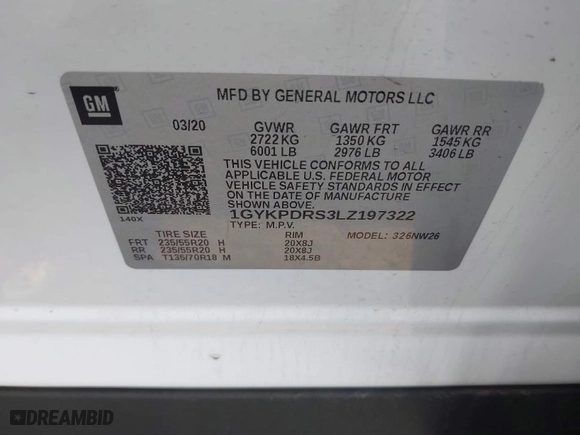 GM
MFD BY GENERAL MOTORS LLC
03/20 GVWR GAWR FRT GAWR RR
2722 KG 1350 KG 1545 KG
6001 LB 2976 LB 3406 LB
THIS VEHICLE CONFORMS TO ALL
APPLICABLE U.S. FEDERAL MOTOR
VEHICLE SAFETY STANDARDS IN EFFECT
ON THE DATE OF MANUFACTURE
SHOWN ABOVE.
1GYKPDRS3LZ197322
140X
TYPE: M.P.V.
TIRE SIZE RIM MODEL: 326NW26
FRT 235/55R20 H 20X8J
RR 235/55R20 H 20X8J
SPA T135/70R18 M 18X4.5B
DREAMBID